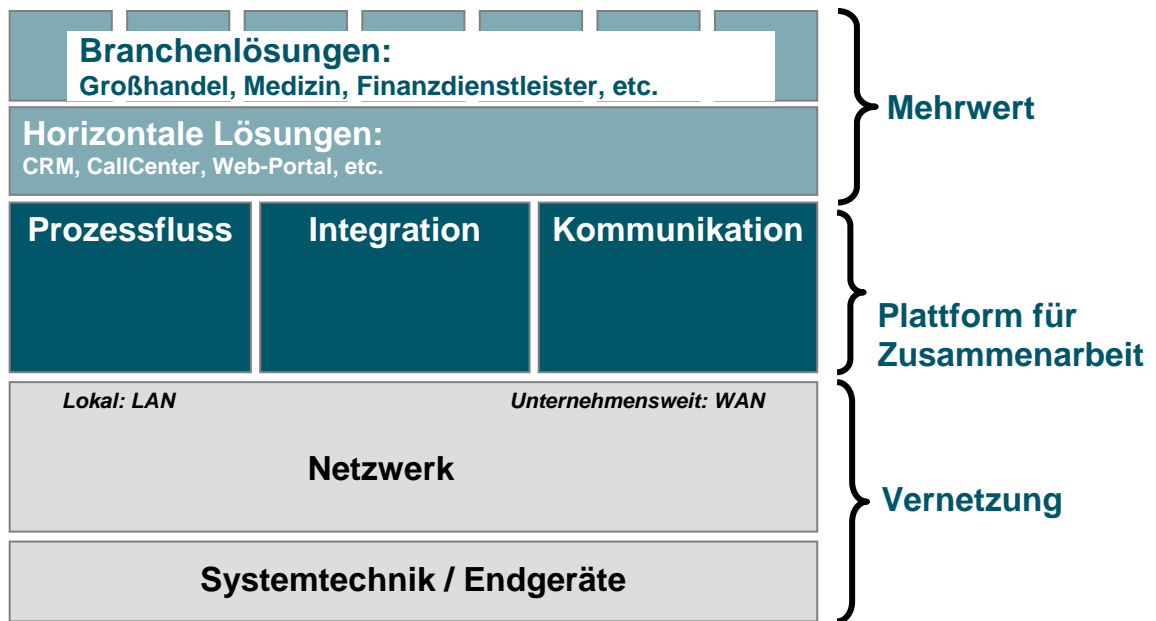 Branchenlösungen:
Großhandel, Medizin, Finanzdienstleister, etc.
Mehrwert
Horizontale Lösungen:
CRM, CallCenter, Web-Portal, etc.
Prozessfluss
Integration
Kommunikation
Plattform für
Zusammenarbeit
Lokal: LAN
Unternehmensweit: WAN
Netzwerk
Vernetzung
Systemtechnik / Endgeräte